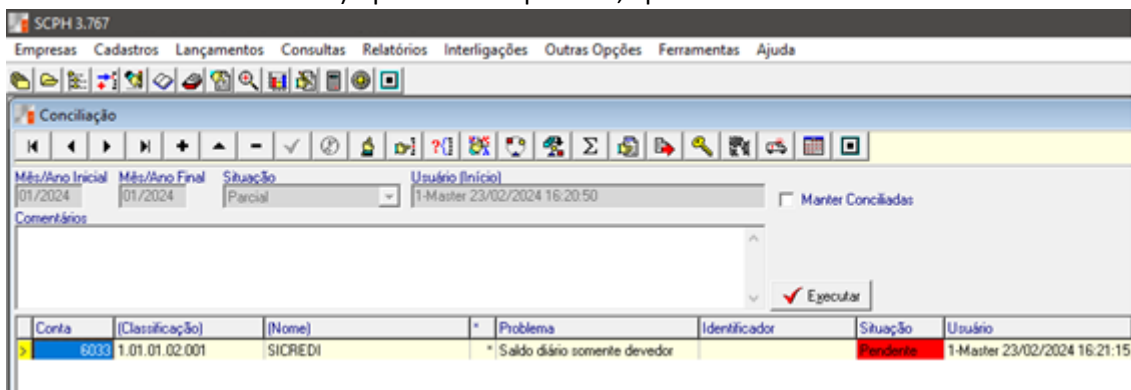 SCPH 3.767
Empresas Cadastros Lançamentos Consultas Relatórios Interligações Outras Opções Ferramentas Ajuda
Conciliação
Mês/Ano Inicial Mês/Ano Final Situação Usuário (Início)
01/2024 01/2024 Parcial 1-Master 23/02/2024 16:20:50 Manter Conciliadas
Comentários
Executar
Conta (Classificação) (Nome) * Problema Identificador Situação Usuário
> 6033 1.01.01.02.001 SICREDI * Saldo diário somente devedor Pendente 1-Master 23/02/2024 16:21:15